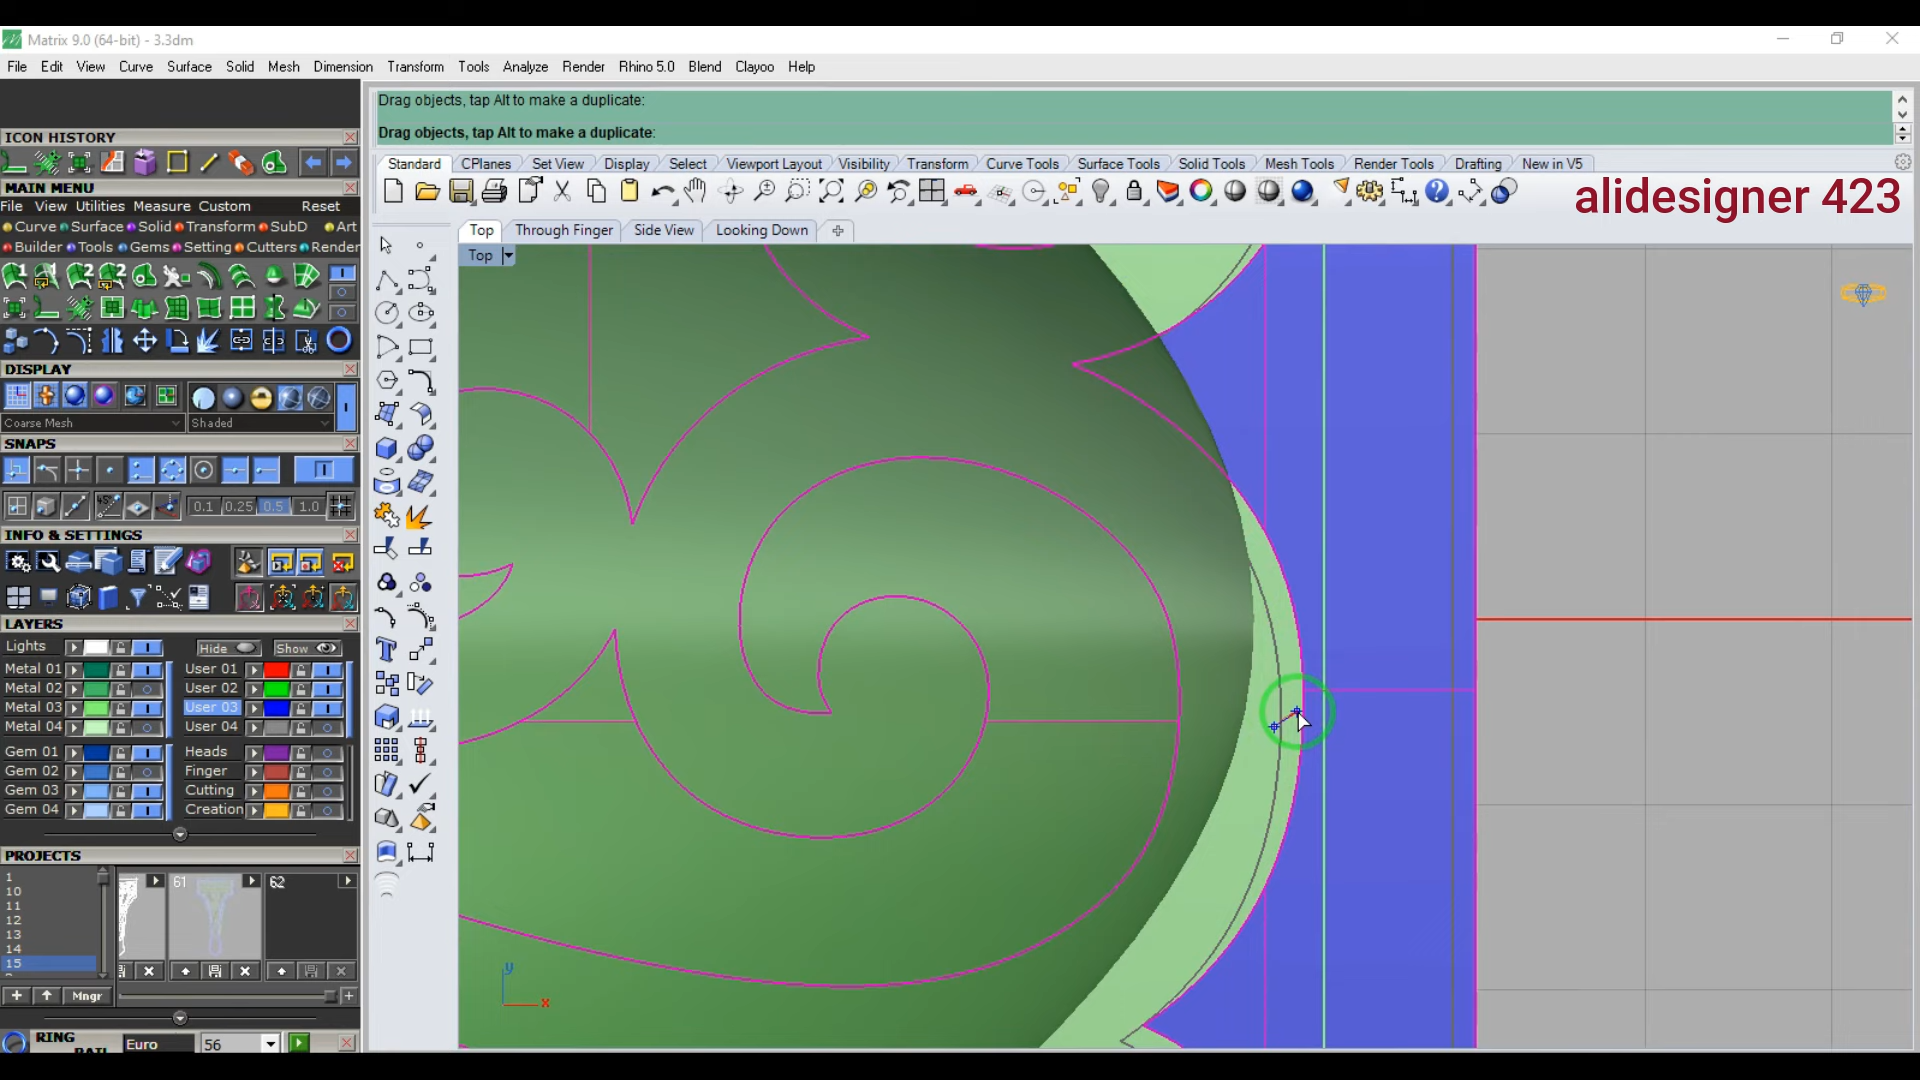 Matrix 9.0 (64-bit) - 3.3dm
File Edit View Curve Surface Solid Mesh Dimension Transform Tools Analyze Render Rhino 5.0 Blend Clayoo Help
Drag objects, tap Alt to make a duplicate:
Drag objects, tap Alt to make a duplicate:
Standard CPlanes Set View Display Select Viewport Layout Visibility Transform Curve Tools Surface Tools Solid Tools Mesh Tools Render Tools Drafting New in V5
alidesigner 423
Top Through Finger Side View Looking Down
Top
ICON HISTORY
MAIN MENU
File View Utilities Measure Custom Reset
Curve Surface Solid Transform SubD Art
Builder Tools Gems Setting Cutters Render
1 1 2 2
DISPLAY
Coarse Mesh Shaded
SNAPS
45° 0.1 0.25 0.5 1.0
INFO & SETTINGS
LAYERS
Lights Hide Show
Metal 01 User 01
Metal 02 User 02
Metal 03 User 03
Metal 04 User 04
Gem 01 Heads
Gem 02 Finger
Gem 03 Cutting
Gem 04 Creation
PROJECTS
1
10
11
12
13
14
15
61 62
Mngr
RING
Euro 56
y
x